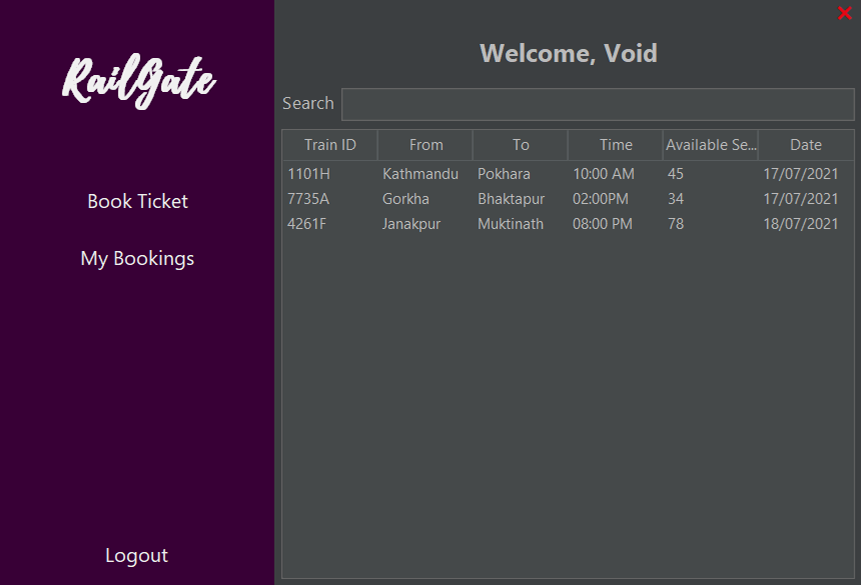 RailGate
Book Ticket
My Bookings
Logout
Welcome, Void
Search
Train ID From To Time Available Se... Date
1101H Kathmandu Pokhara 10:00 AM 45 17/07/2021
7735A Gorkha Bhaktapur 02:00PM 34 17/07/2021
4261F Janakpur Muktinath 08:00 PM 78 18/07/2021